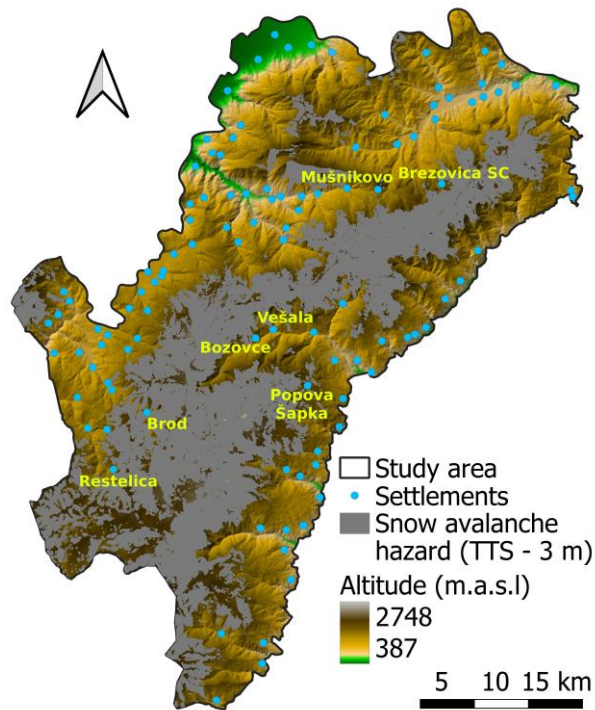 Mušnikovo
Brezovica SC
Vešala
Bozovce
Popova
Šapka
Brod
Restelica
Study area
Settlements
Snow avalanche
hazard (TTS - 3 m)
Altitude (m.a.s.l)
2748
387
5 10 15 km